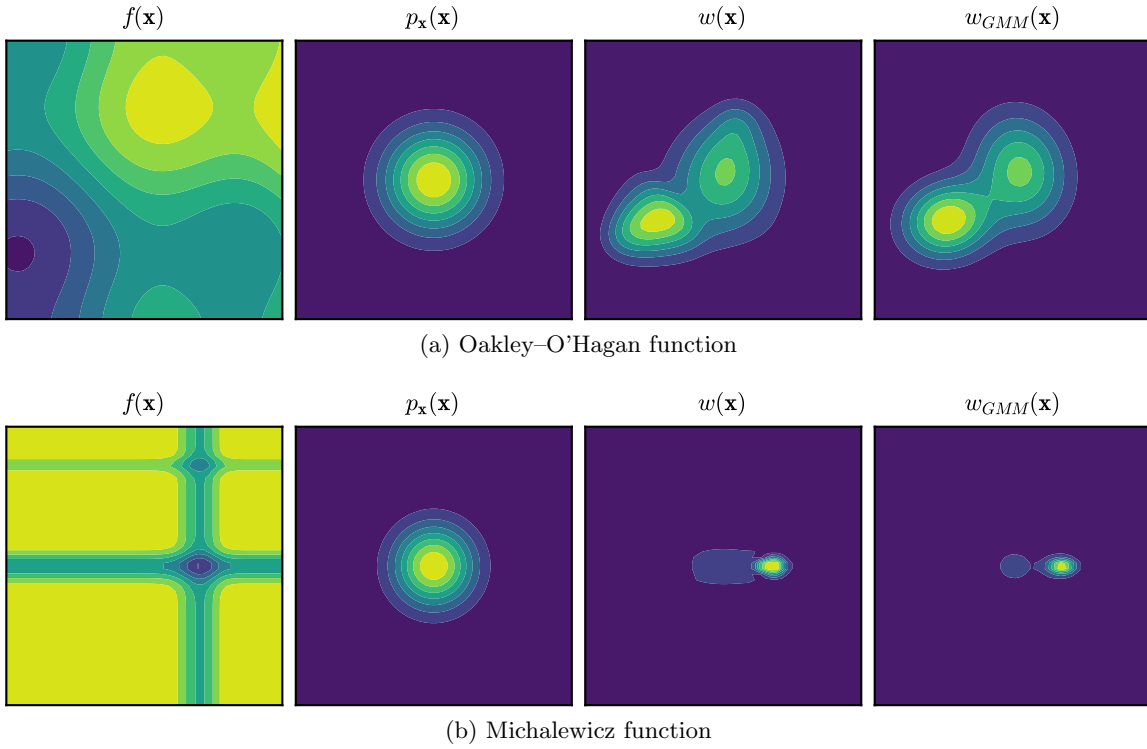 f(x) pₓ(x) w(x) w_GMM(x)
(a) Oakley–O'Hagan function
f(x) pₓ(x) w(x) w_GMM(x)
(b) Michalewicz function